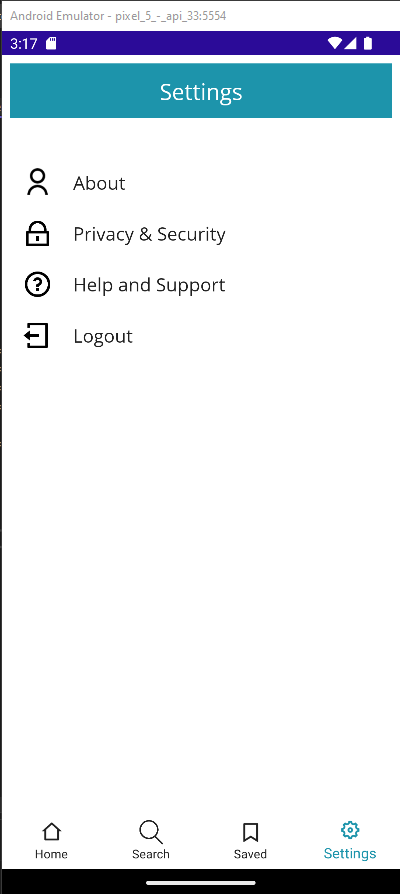 Android Emulator - pixel_5_-_api_33:5554
3:17
Settings
About
Privacy & Security
Help and Support
Logout
Home
Search
Saved
Settings